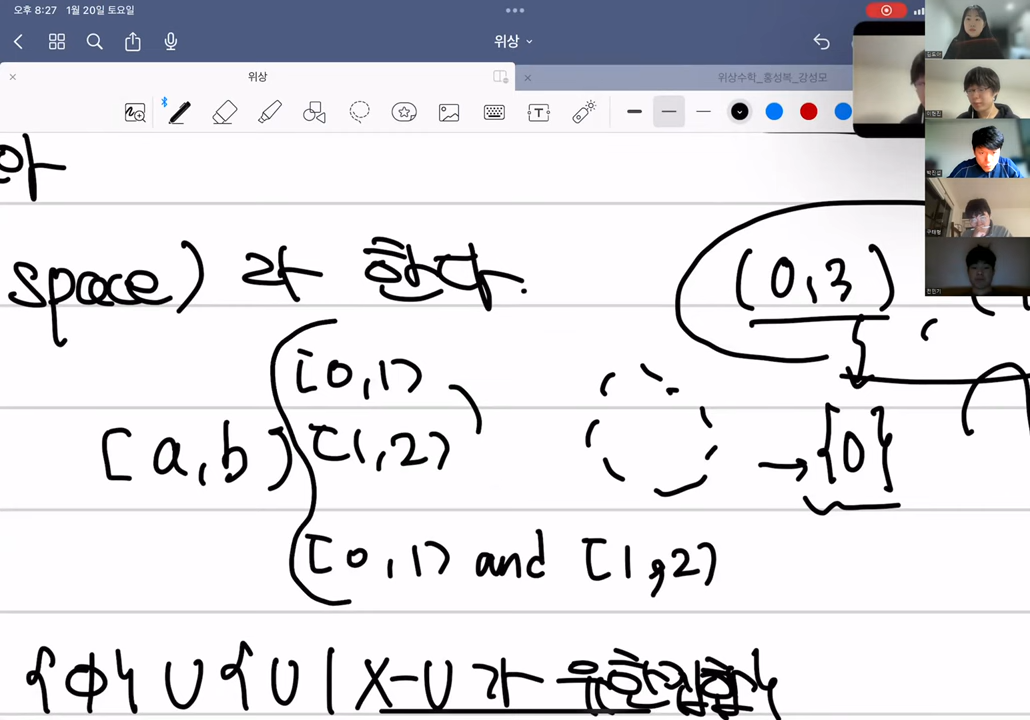 오후 8:27 1월 20일 토요일
위상
위상
위상수학_홍성복_강성모
아
space) 라 한다.
(0,3)
[0,1)
[a,b) [1,2)
→{0}
[0,1) and [1,2)
{Φ} ∪ {U | X-U가 유한집합}